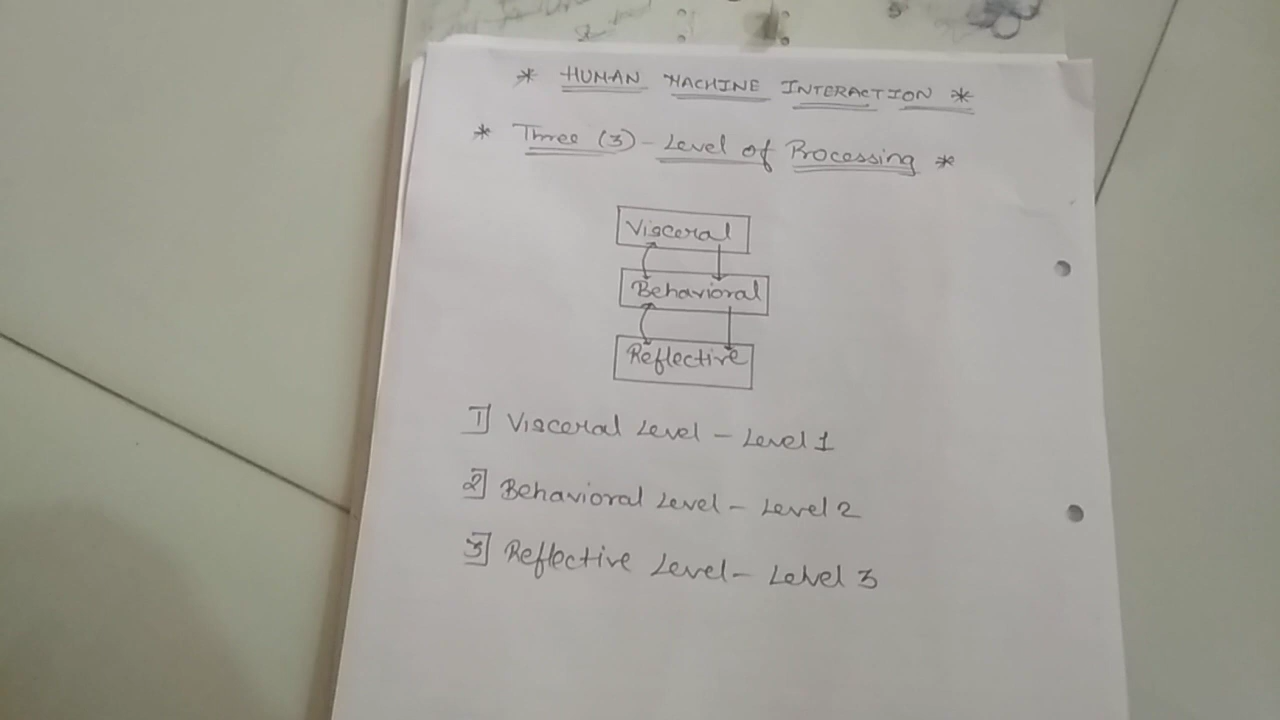 * HUMAN MACHINE INTERACTION *
* Three (3) - Level of Processing *
Visceral
Behavioral
Reflective
1] Visceral Level - Level 1
2] Behavioral Level - Level 2
3] Reflective Level - Level 3